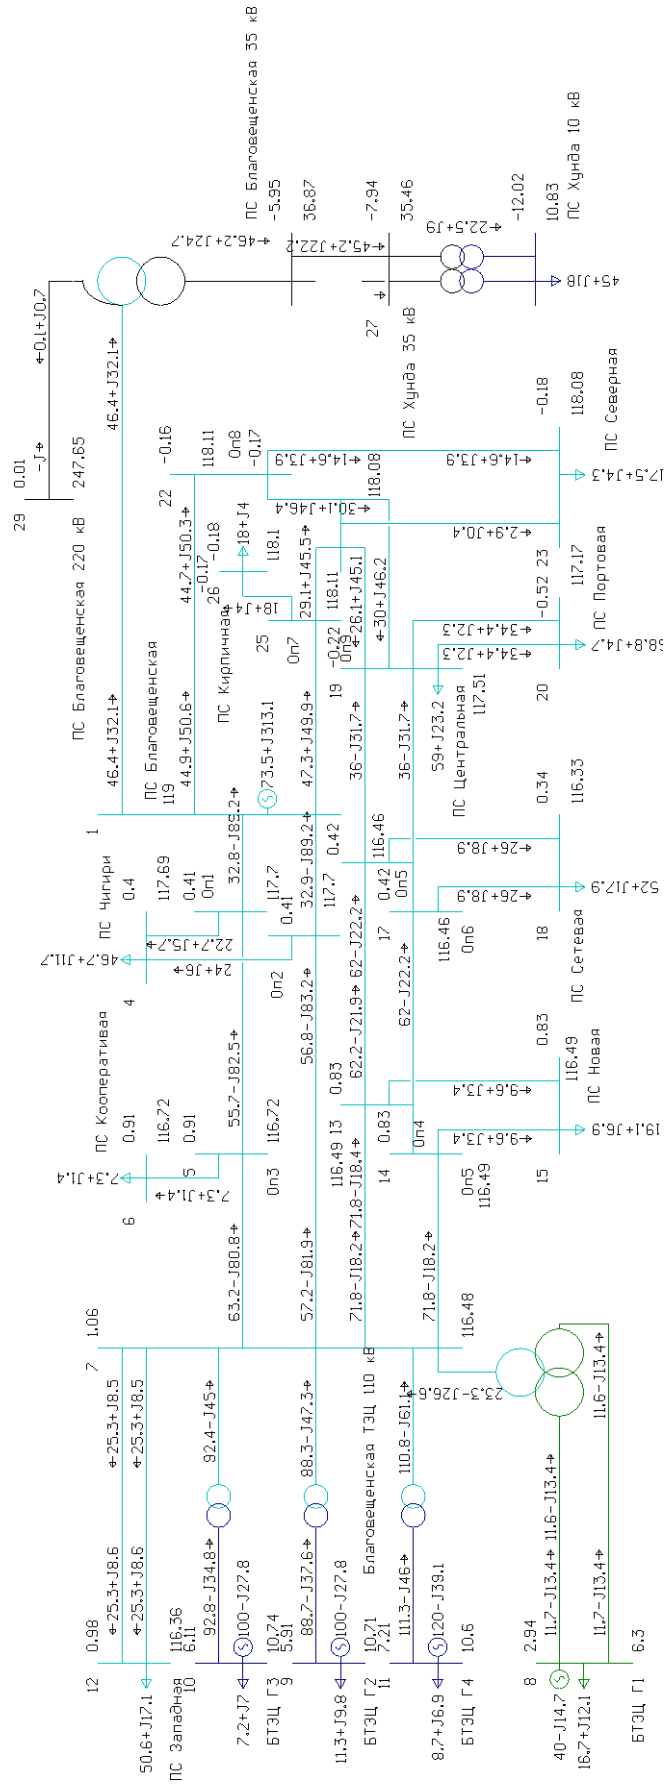 29
0.01
-J→
247.65
ПС Благовещенская 220 кВ
←0.1+J0.7
46.4+J32.1→
46.4+J32.1→
ПС Благовещенская 35 кВ
-5.95
36.87
←46.2+J24.7
←45.2+J22.2
-7.94
35.46
27
ПС Хунда 35 кВ
←22.5+J9
-12.02
10.83
ПС Хунда 10 кВ
45+J18
1
119
ПС Благовещенская
44.9+J50.6→
44.7+J50.3→
22
-0.16
118.11
Оп8
-0.17
←14.6+J3.9
←14.6+J3.9
-0.18
118.08
ПС Северная
17.5+J4.3
←30.1+J46.4
118.08
←2.9+J0.4
23
73.5+J313.1
ПС Кирпичная
26
-0.17
-0.18
18+J4
118.1
18+J4→
25
Оп7
29.1+J45.5→
118.11
←26.1+J45.1
←30+J46.2
Оп9
-0.22
19
47.3+J49.9→
ПС Центральная
117.51
59+J23.2
←34.4+J2.3
←34.4+J2.3
-0.52
117.17
ПС Портовая
20
68.8+J4.7
36-J31.7→
36-J31.7→
ПС Чигири
0.4
117.69
4
46.7+J11.7
0.41
Оп1
117.7
22.7+J5.7→
24+J6→
Оп2
0.41
117.7
32.8-J89.2→
32.9-J89.2→
0.42
116.46
0.42
Оп5
17
116.46
Оп6
←26+J8.9
←26+J8.9
0.34
116.33
18
ПС Сетевая
52+J17.9
55.7-J82.5→
56.8-J83.2→
62.2-J21.9→
62-J22.2→
62-J22.2→
ПС Кооперативая
0.91
116.72
6
7.3+J1.4
7.3+J1.4→
5
0.91
116.72
Оп3
0.83
13
116.49
0.83
14
Оп4
Оп5
116.49
←9.6+J3.4
←9.6+J3.4
0.83
116.49
ПС Новая
15
19.1+J6.9
63.2-J80.8→
57.2-J81.9→
71.8-J18.2→
71.8-J18.4→
71.8-J18.2→
7
1.06
116.48
Благовещенская ТЭЦ 110 кВ
←25.3+J8.5
←25.3+J8.5
←25.3+J8.6
←25.3+J8.6
12
0.98
116.36
50.6+J17.1
ПС Западная
92.4-J45→
92.8-J34.8→
10
6.11
100-J27.8
7.2+J7
10.74
БТЭЦ Г3
88.3-J47.3→
88.7-J37.6→
9
5.91
100-J27.8
11.3+J9.8
10.71
БТЭЦ Г2
110.8-J61.1→
111.3-J46→
11
7.21
120-J39.1
8.7+J6.9
10.6
БТЭЦ Г4
23.3-J26.6→
11.6-J13.4→
11.6-J13.4→
11.7-J13.4→
11.7-J13.4→
8
2.94
40-J14.7
16.7+J12.1
6.3
БТЭЦ Г1